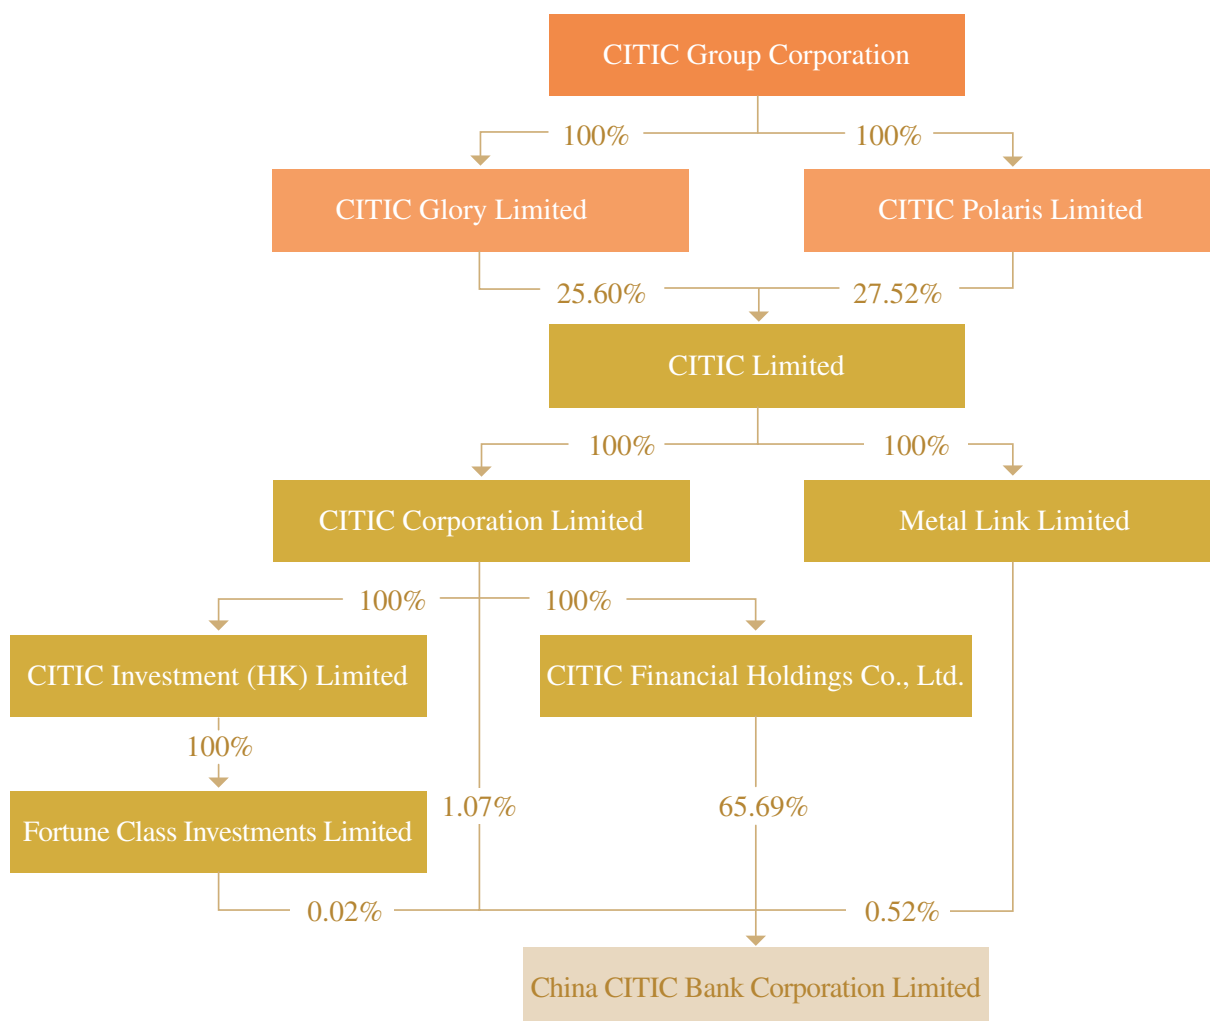 CITIC Group Corporation
100%
100%
CITIC Glory Limited
CITIC Polaris Limited
25.60%
27.52%
CITIC Limited
100%
100%
CITIC Corporation Limited
Metal Link Limited
100%
100%
CITIC Investment (HK) Limited
CITIC Financial Holdings Co., Ltd.
100%
Fortune Class Investments Limited
1.07%
65.69%
0.02%
0.52%
China CITIC Bank Corporation Limited